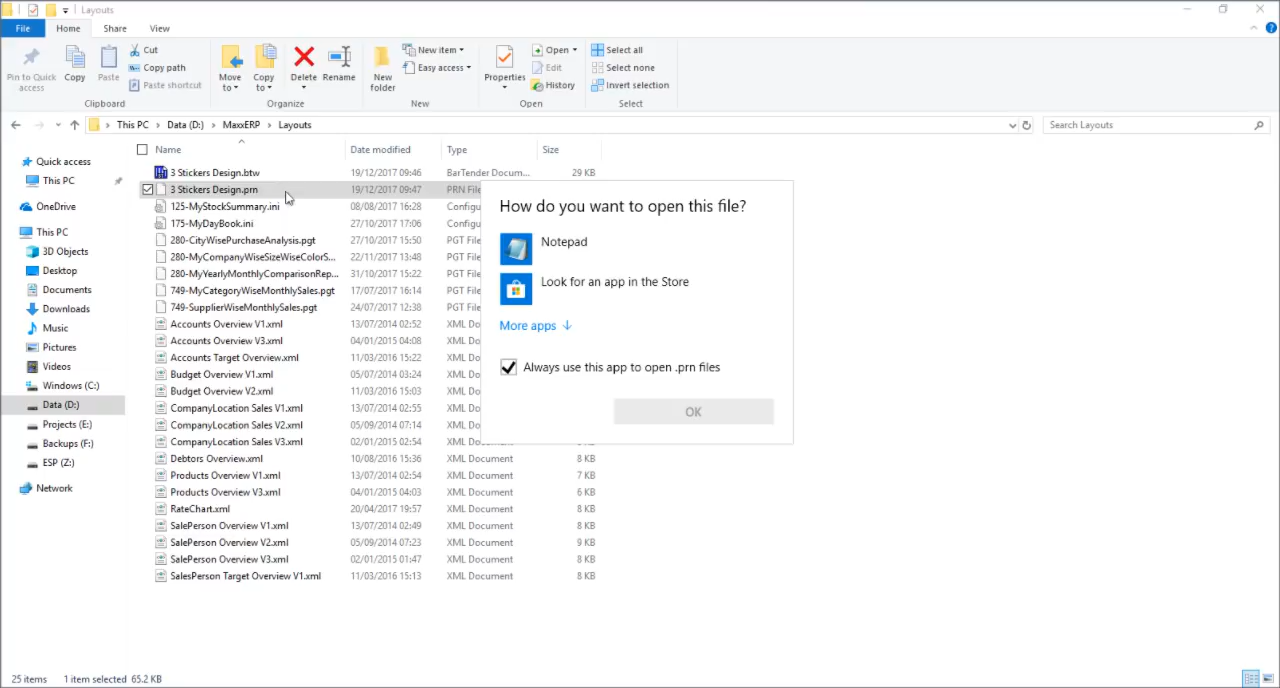 Layouts
File Home Share View
Pin to Quick access
Copy
Paste
Cut
Copy path
Paste shortcut
Clipboard
Move to
Copy to
Delete
Rename
Organize
New folder
New item
Easy access
New
Properties
Open
Edit
History
Open
Select all
Select none
Invert selection
Select
This PC Data (D:) MaxxERP Layouts
Search Layouts
Quick access
This PC
OneDrive
This PC
3D Objects
Desktop
Documents
Downloads
Music
Pictures
Videos
Windows (C:)
Data (D:)
Projects (E:)
Backups (F:)
ESP (Z:)
Network
Name Date modified Type Size
3 Stickers Design.btw 19/12/2017 09:46 BarTender Docum... 29 KB
3 Stickers Design.prn 19/12/2017 09:47 PRN File
125-MyStockSummary.ini 08/08/2017 16:28 Configu
175-MyDayBook.ini 27/10/2017 17:06 Configu
280-CityWisePurchaseAnalysis.pgt 27/10/2017 15:50 PGT File
280-MyCompanyWiseSizeWiseColorS... 22/11/2017 13:48 PGT File
280-MyYearlyMonthlyComparisonRep... 31/10/2017 15:22 PGT File
749-MyCategoryWiseMonthlySales.pgt 17/07/2017 16:14 PGT File
749-SupplierWiseMonthlySales.pgt 24/07/2017 12:38 PGT File
Accounts Overview V1.xml 13/07/2014 02:52 XML Do
Accounts Overview V3.xml 04/01/2015 04:08 XML Do
Accounts Target Overview.xml 11/03/2016 15:22 XML Do
Budget Overview V1.xml 05/07/2014 03:24 XML Do
Budget Overview V2.xml 11/03/2016 15:03 XML Do
CompanyLocation Sales V1.xml 13/07/2014 02:55 XML Do
CompanyLocation Sales V2.xml 05/09/2014 07:14 XML Do
CompanyLocation Sales V3.xml 02/01/2015 02:54 XML Document KB
Debtors Overview.xml 10/08/2016 15:36 XML Document 8 KB
Products Overview V1.xml 13/07/2014 02:54 XML Document 7 KB
Products Overview V3.xml 04/01/2015 04:03 XML Document 6 KB
RateChart.xml 20/04/2017 19:57 XML Document 8 KB
SalePerson Overview V1.xml 13/07/2014 02:49 XML Document 8 KB
SalePerson Overview V2.xml 05/09/2014 07:23 XML Document 9 KB
SalePerson Overview V3.xml 02/01/2015 01:47 XML Document 8 KB
SalesPerson Target Overview V1.xml 11/03/2016 15:13 XML Document 8 KB
How do you want to open this file?
Notepad
Look for an app in the Store
More apps
Always use this app to open .prn files
OK
25 items 1 item selected 65.2 KB